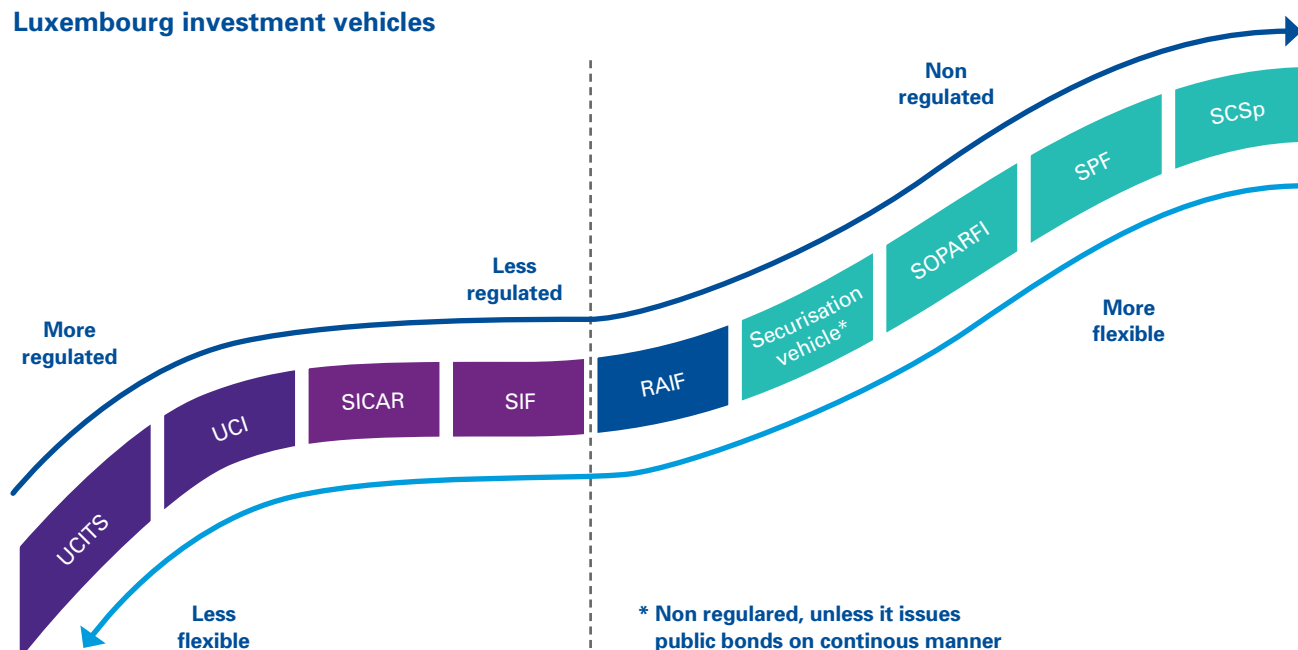 Luxembourg investment vehicles
Non
regulated
SCSp
SPF
SOPARFI
Less
regulated
More
flexible
Securisation
vehicle*
More
regulated
RAIF
SIF
SICAR
UCI
UCITS
Less
flexible
* Non regulared, unless it issues
public bonds on continous manner